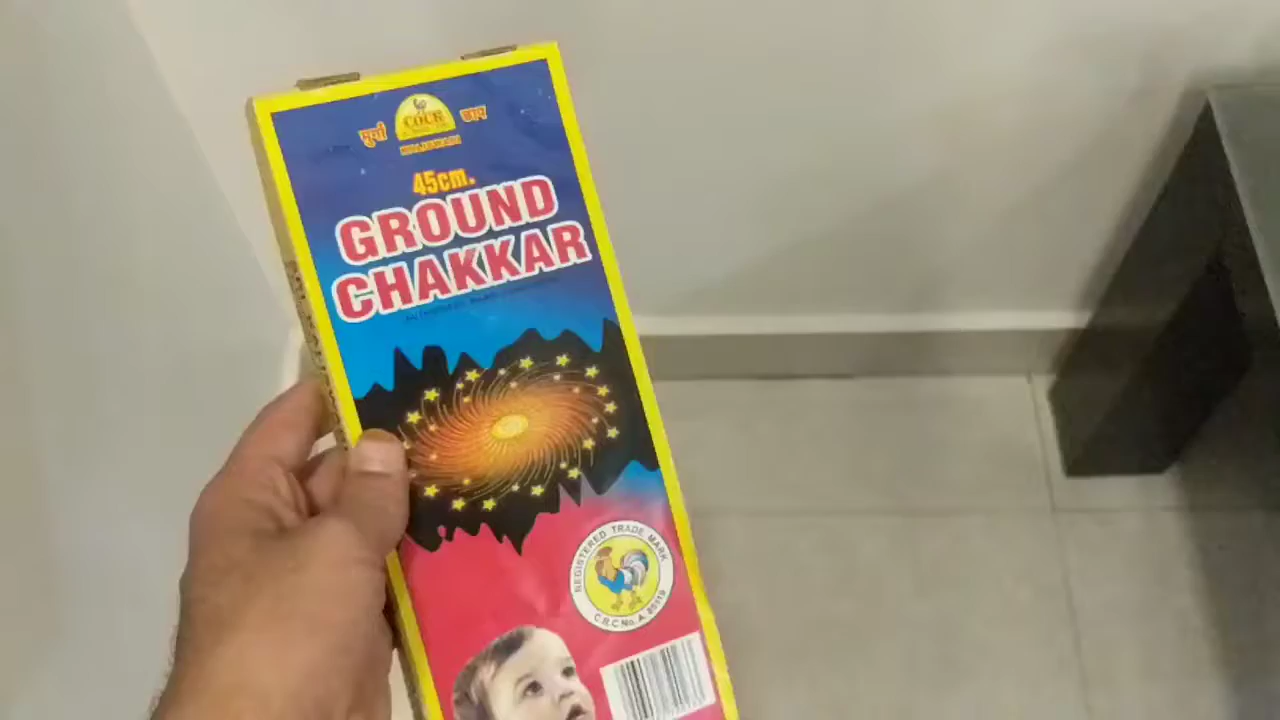 मुर्गा छाप
COCK
45cm.
GROUND
CHAKKAR
REGISTERED TRADE MARK